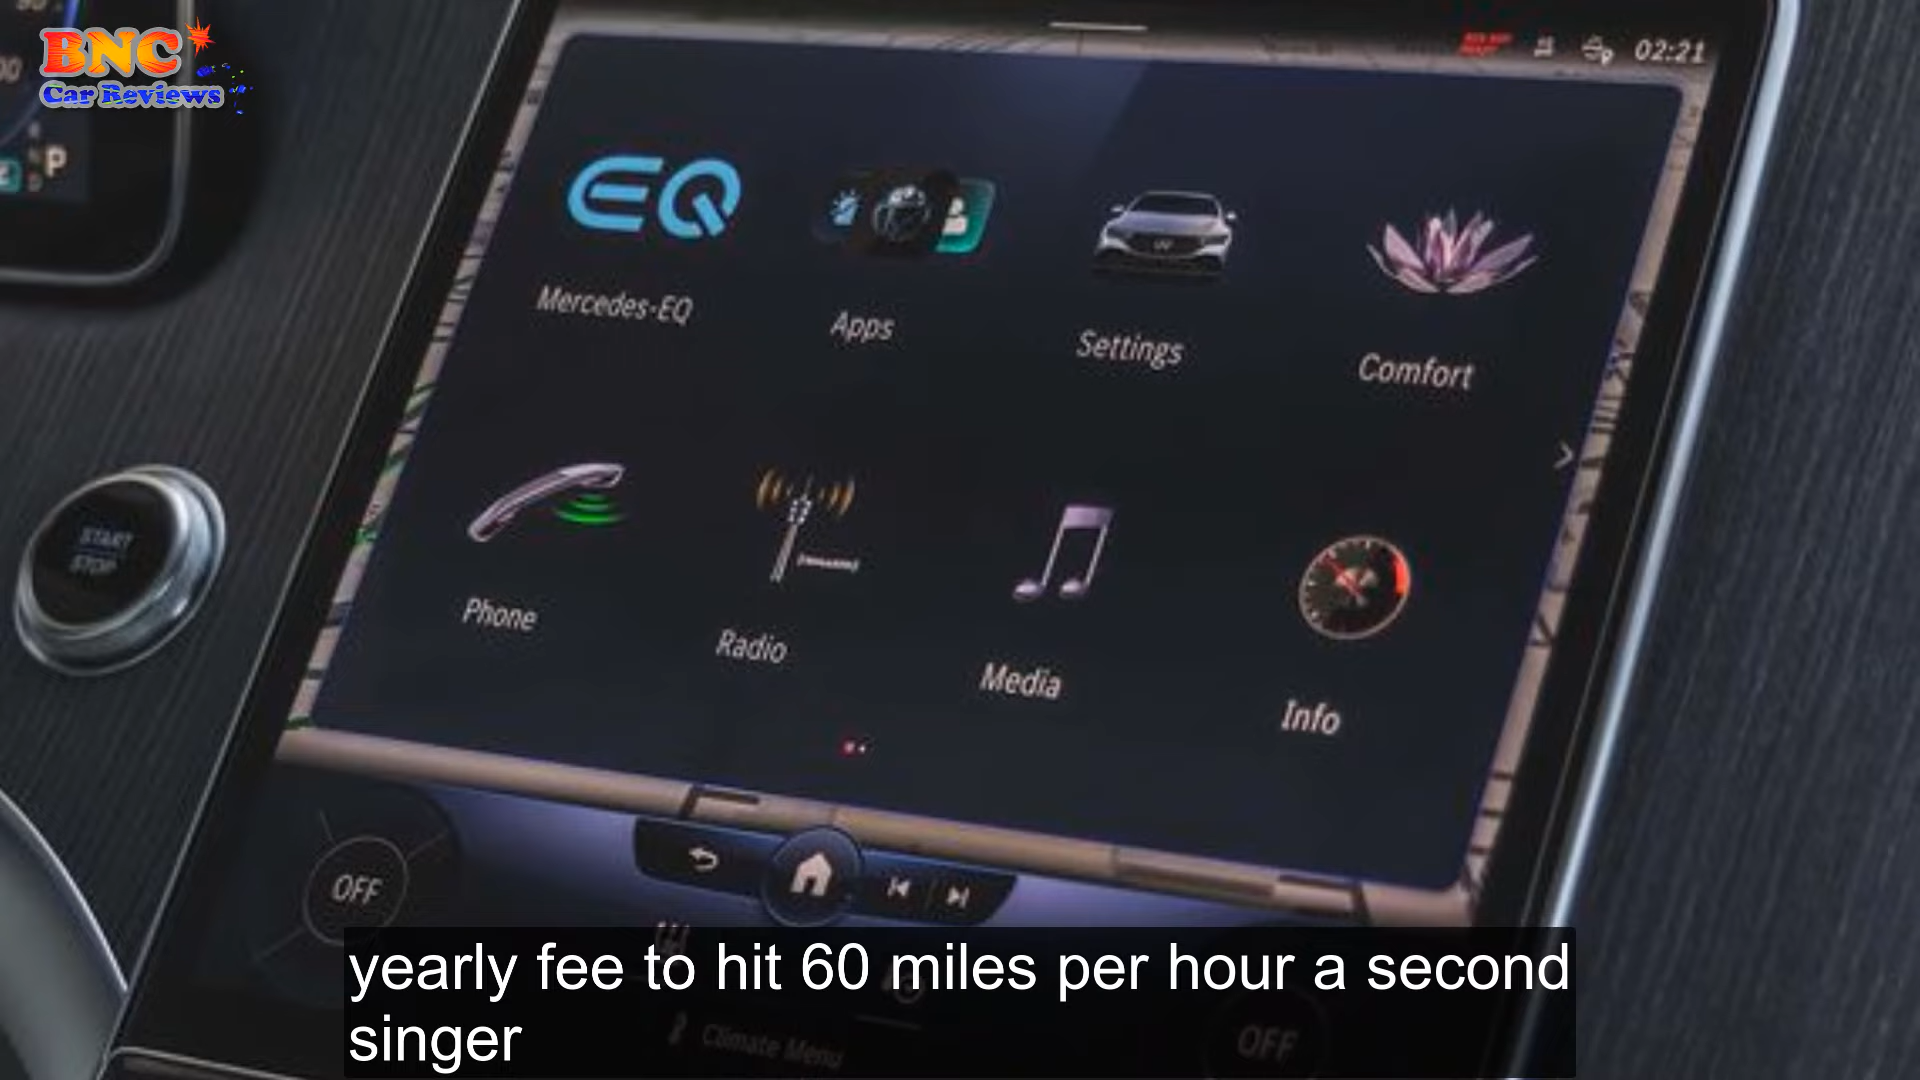 BNC
Car Reviews
P
02:21
EQ
Mercedes-EQ
Apps
Settings
Comfort
START
STOP
Phone
Radio
Media
Info
OFF
yearly fee to hit 60 miles per hour a second
singer
Climate Menu
OFF